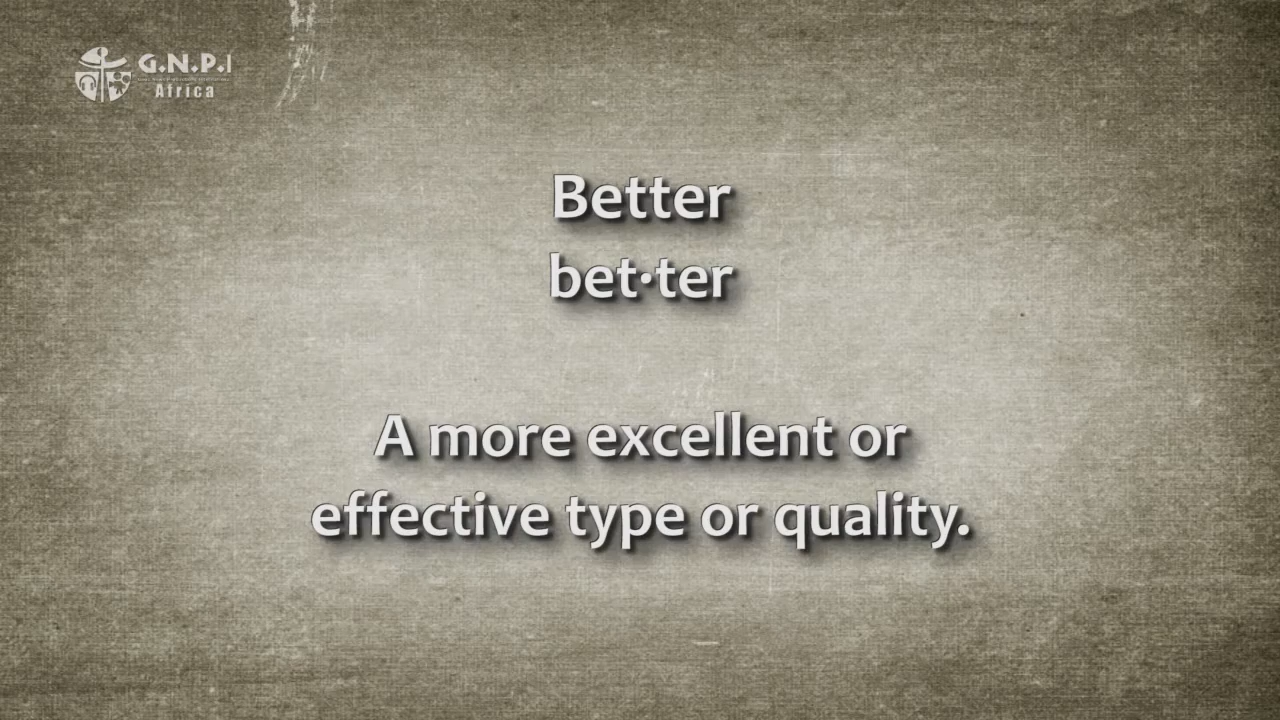 G.N.P.I
Africa
Better
bet·ter
A more excellent or
effective type or quality.